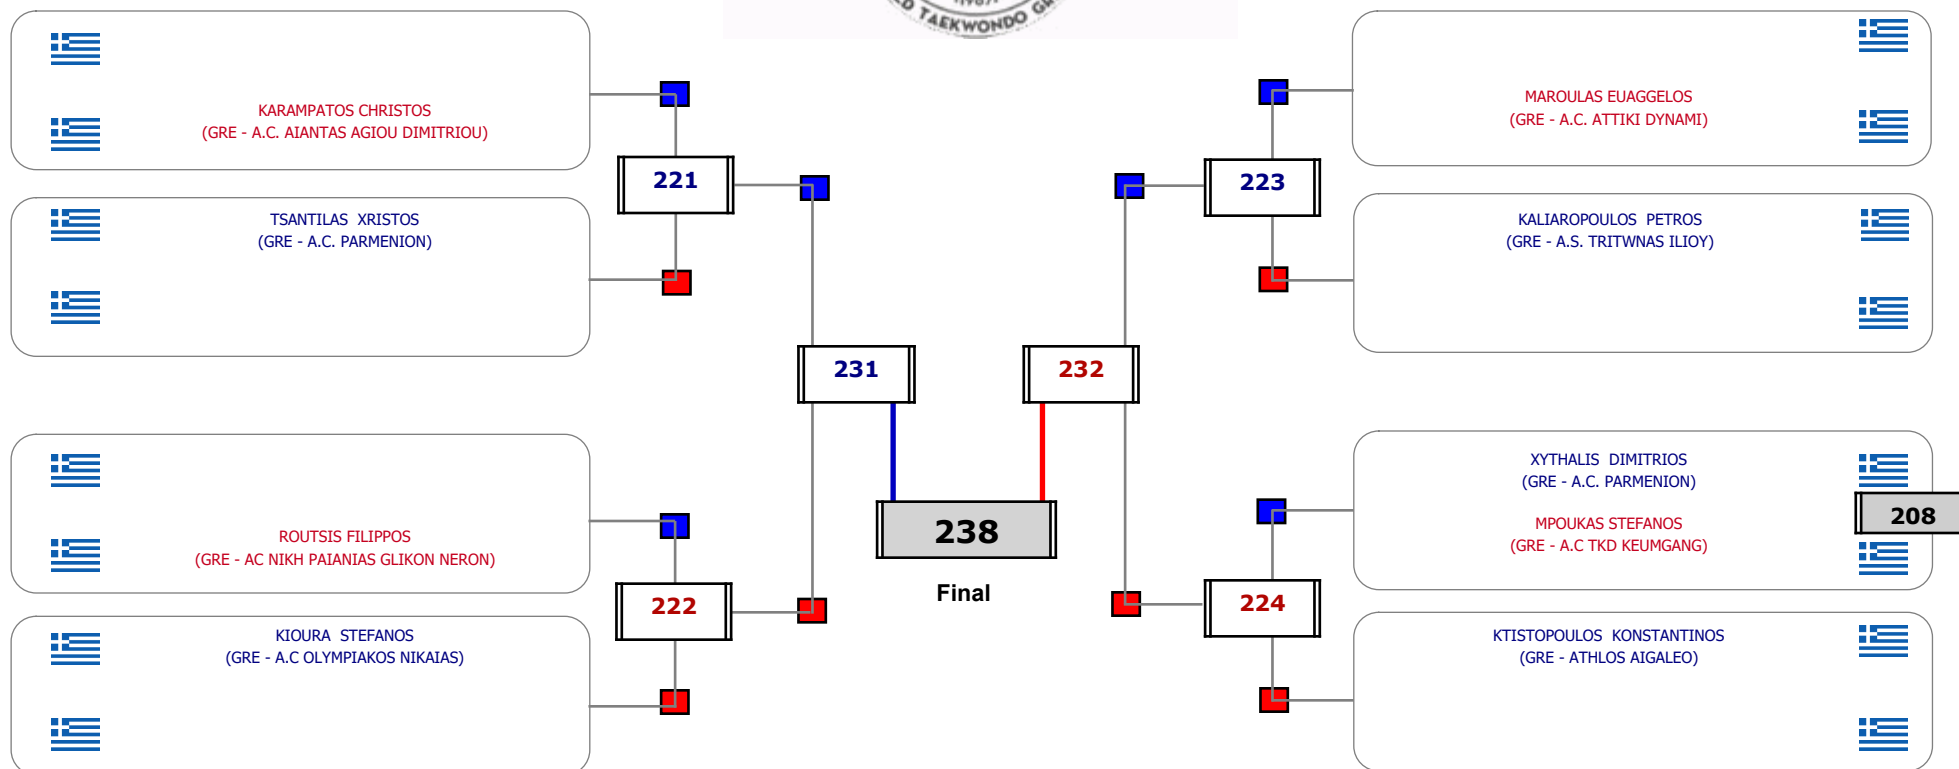 TAEKWONDO
KARAMPATOS CHRISTOS
(GRE - A.C. AIANTAS AGIOU DIMITRIOU)
221
TSANTILAS XRISTOS
(GRE - A.C. PARMENION)
231
ROUTSIS FILIPPOS
(GRE - AC NIKH PAIANIAS GLIKON NERON)
222
KIOURA STEFANOS
(GRE - A.C OLYMPIAKOS NIKAIAS)
238
Final
MAROULAS EUAGGELOS
(GRE - A.C. ATTIKI DYNAMI)
223
KALIAROPOULOS PETROS
(GRE - A.S. TRITWNAS ILIOY)
232
XYTHALIS DIMITRIOS
(GRE - A.C. PARMENION)
208
MPOUKAS STEFANOS
(GRE - A.C TKD KEUMGANG)
224
KTISTOPOULOS KONSTANTINOS
(GRE - ATHLOS AIGALEO)